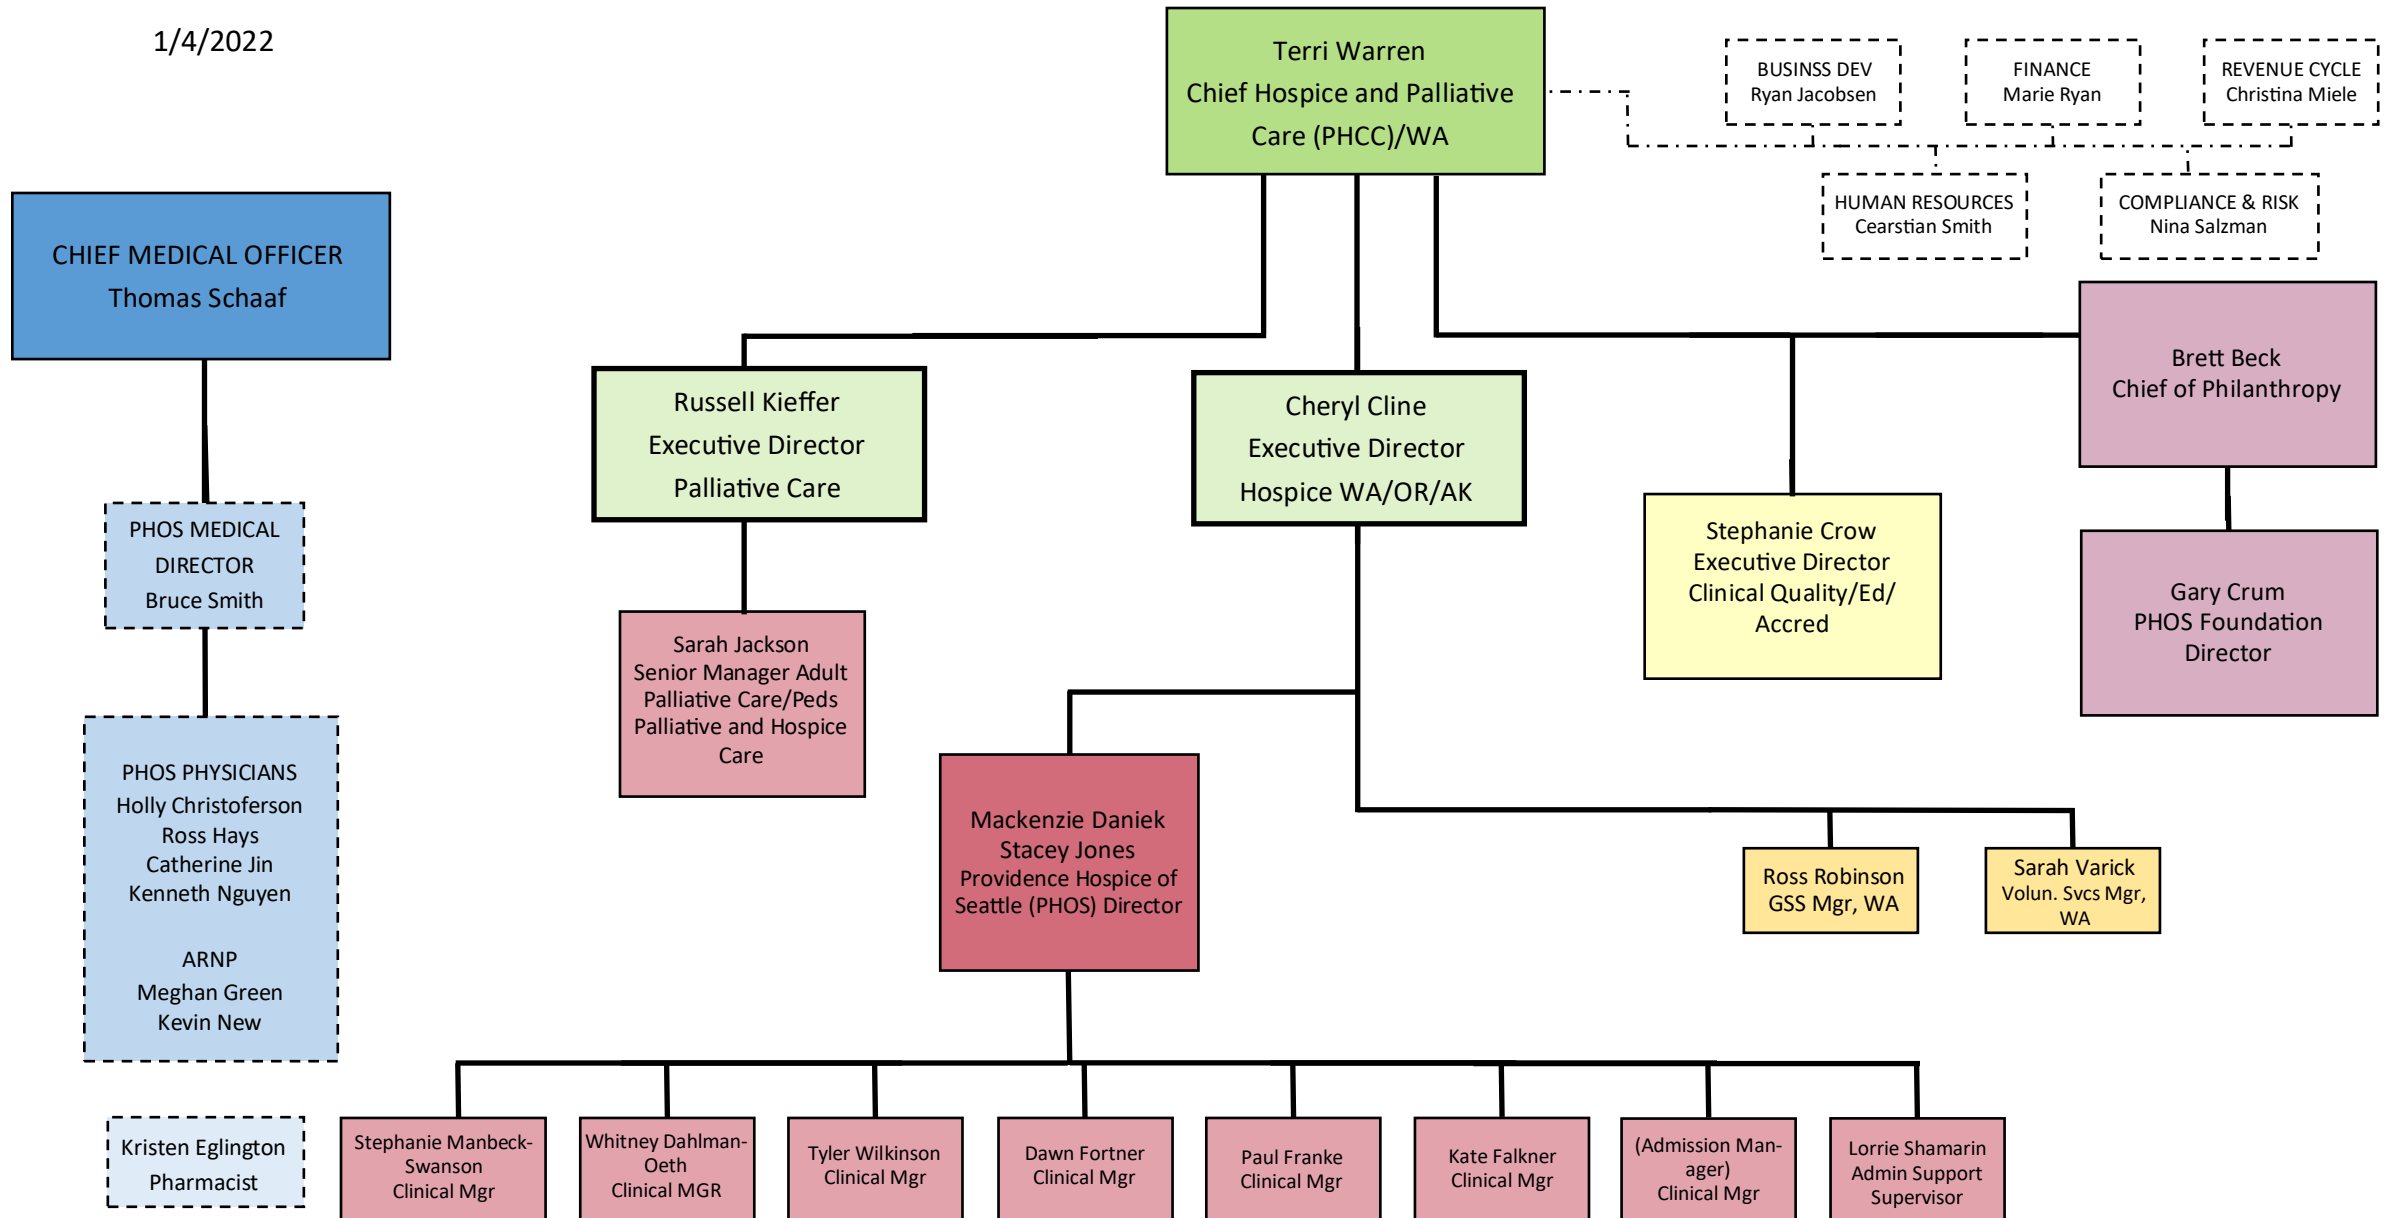 1/4/2022
Terri Warren
Chief Hospice and Palliative
Care (PHCC)/WA
BUSINSS DEV
Ryan Jacobsen
FINANCE
Marie Ryan
REVENUE CYCLE
Christina Miele
HUMAN RESOURCES
Cearstian Smith
COMPLIANCE & RISK
Nina Salzman
CHIEF MEDICAL OFFICER
Thomas Schaaf
Brett Beck
Chief of Philanthropy
Russell Kieffer
Executive Director
Palliative Care
Cheryl Cline
Executive Director
Hospice WA/OR/AK
Stephanie Crow
Executive Director
Clinical Quality/Ed/
Accred
PHOS MEDICAL
DIRECTOR
Bruce Smith
Gary Crum
PHOS Foundation
Director
Sarah Jackson
Senior Manager Adult
Palliative Care/Peds
Palliative and Hospice
Care
PHOS PHYSICIANS
Holly Christoferson
Ross Hays
Catherine Jin
Kenneth Nguyen
ARNP
Meghan Green
Kevin New
Mackenzie Daniek
Stacey Jones
Providence Hospice of
Seattle (PHOS) Director
Ross Robinson
GSS Mgr, WA
Sarah Varick
Volun. Svcs Mgr,
WA
Kristen Eglington
Pharmacist
Stephanie Manbeck-
Swanson
Clinical Mgr
Whitney Dahlman-
Oeth
Clinical MGR
Tyler Wilkinson
Clinical Mgr
Dawn Fortner
Clinical Mgr
Paul Franke
Clinical Mgr
Kate Falkner
Clinical Mgr
(Admission Man-
ager)
Clinical Mgr
Lorrie Shamarin
Admin Support
Supervisor